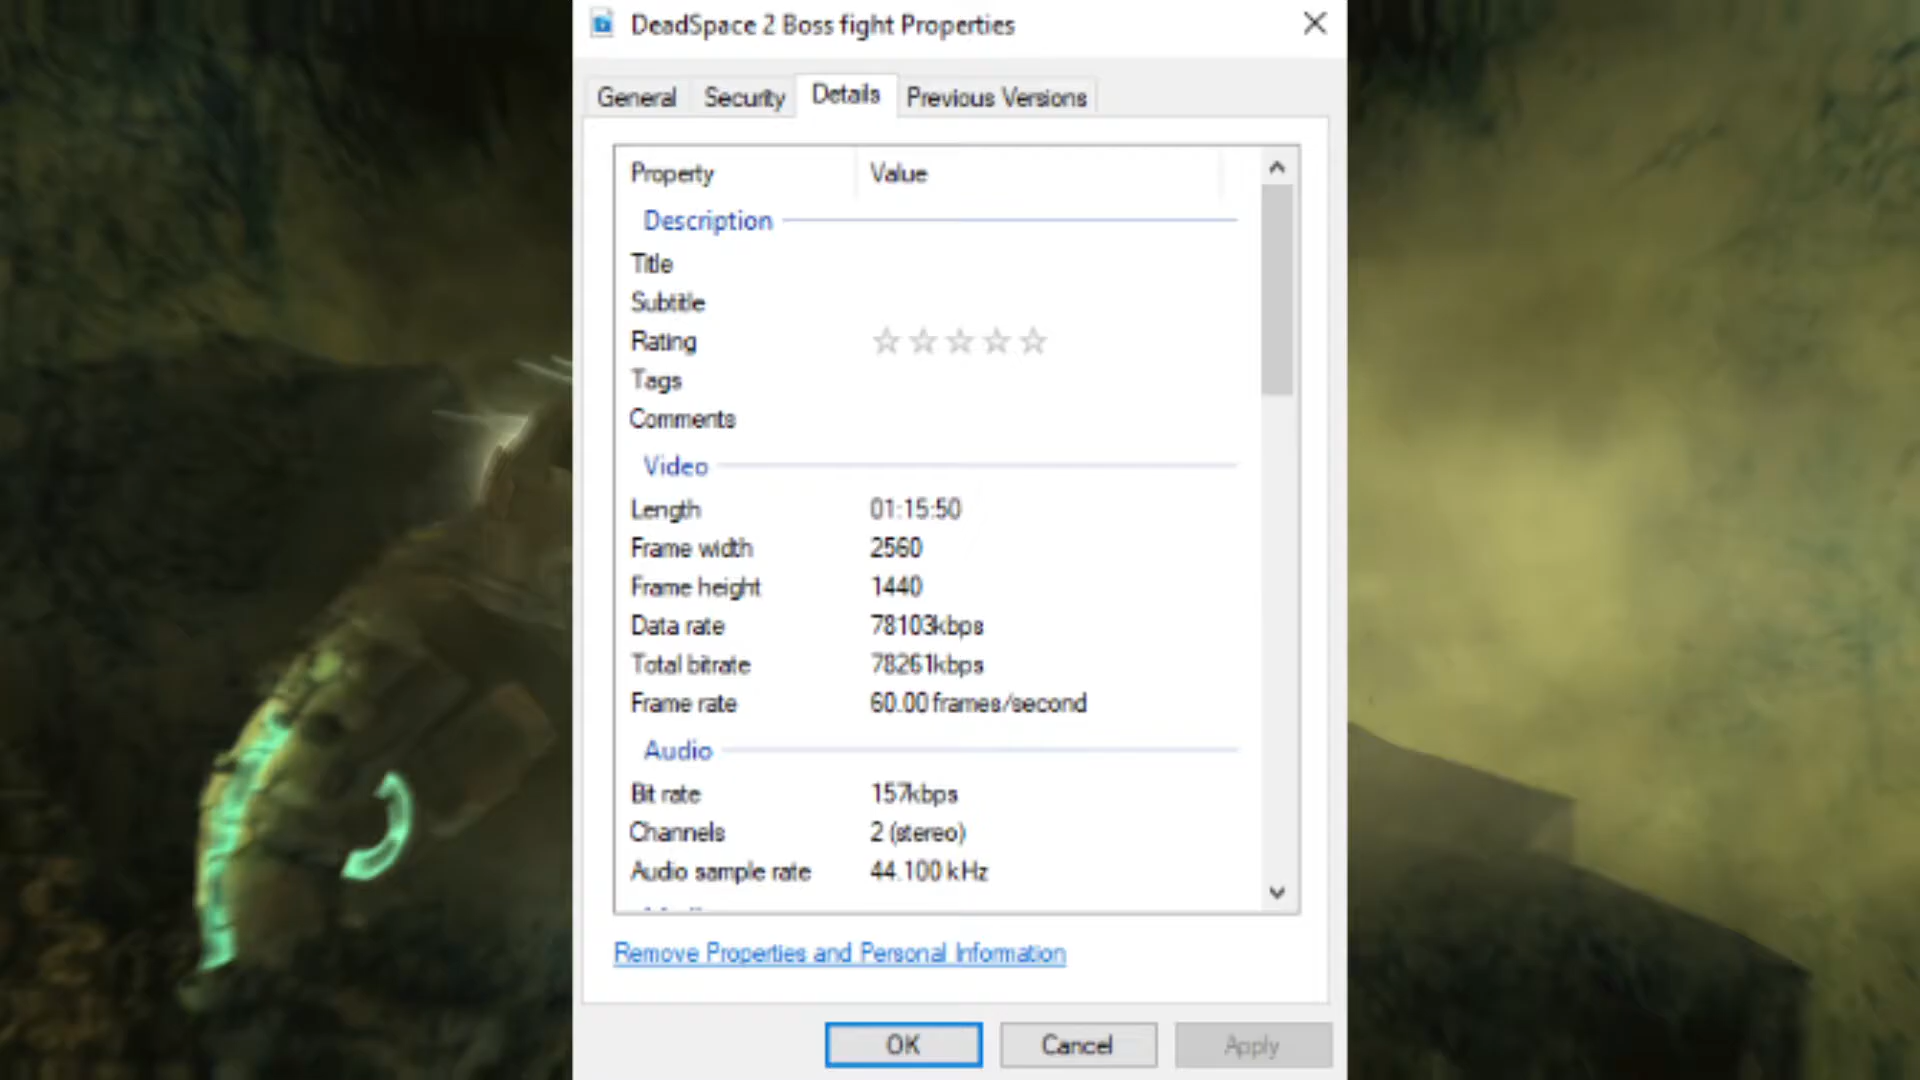 DeadSpace 2 Boss fight Properties
General Security Details Previous Versions
Property Value
Description
Title
Subtitle
Rating
Tags
Comments
Video
Length 01:15:50
Frame width 2560
Frame height 1440
Data rate 78103kbps
Total bitrate 78261kbps
Frame rate 60.00 frames/second
Audio
Bit rate 157kbps
Channels 2 (stereo)
Audio sample rate 44.100 kHz
Remove Properties and Personal Information
OK Cancel Apply